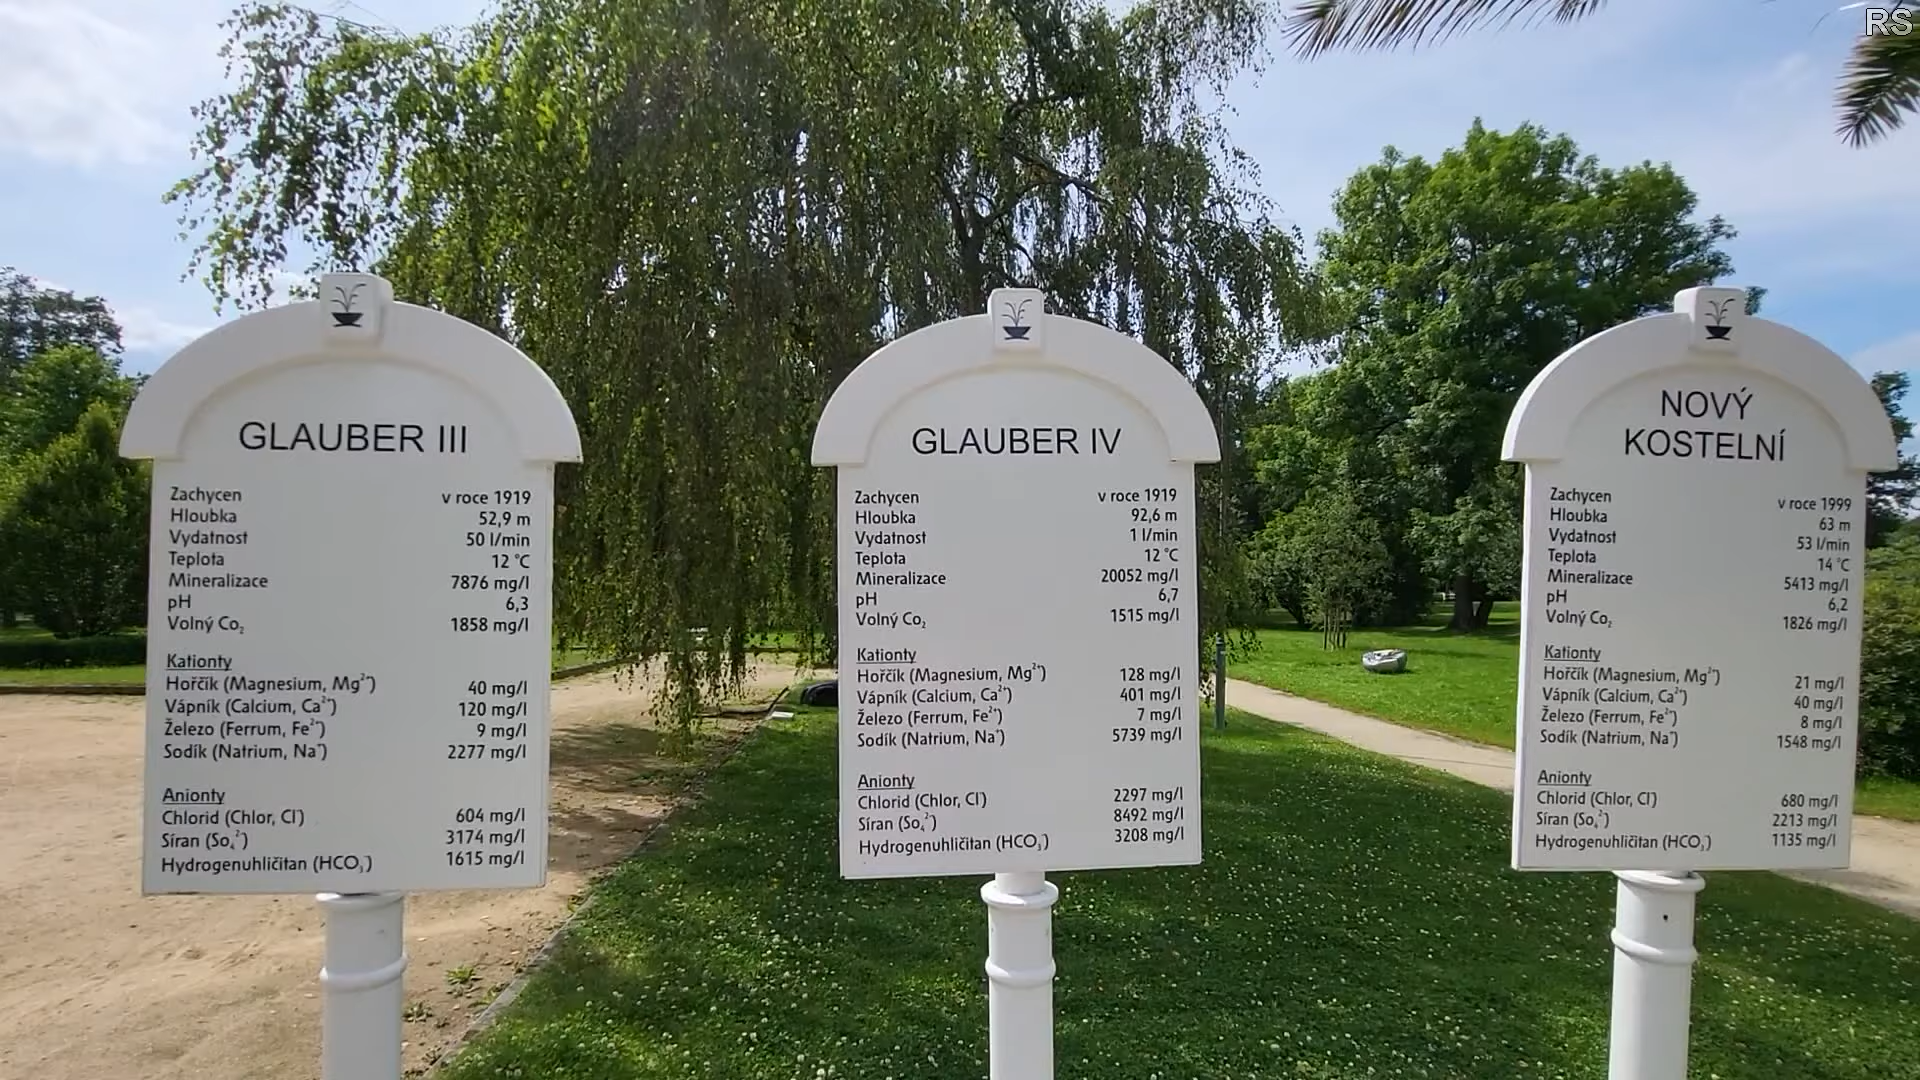 RS
GLAUBER III
Zachycen v roce 1919
Hloubka 52,9 m
Vydatnost 50 l/min
Teplota 12 °C
Mineralizace 7876 mg/l
pH 6,3
Volný Co₂ 1858 mg/l
Kationty
Hořčík (Magnesium, Mg²⁺) 40 mg/l
Vápník (Calcium, Ca²⁺) 120 mg/l
Železo (Ferrum, Fe²⁺) 9 mg/l
Sodík (Natrium, Na⁺) 2277 mg/l
Anionty
Chlorid (Chlor, Cl⁻) 604 mg/l
Síran (So₄²⁻) 3174 mg/l
Hydrogenuhličitan (HCO₃⁻) 1615 mg/l
GLAUBER IV
Zachycen v roce 1919
Hloubka 92,6 m
Vydatnost 1 l/min
Teplota 12 °C
Mineralizace 20052 mg/l
pH 6,7
Volný Co₂ 1515 mg/l
Kationty
Hořčík (Magnesium, Mg²⁺) 128 mg/l
Vápník (Calcium, Ca²⁺) 401 mg/l
Železo (Ferrum, Fe²⁺) 7 mg/l
Sodík (Natrium, Na⁺) 5739 mg/l
Anionty
Chlorid (Chlor, Cl⁻) 2297 mg/l
Síran (So₄²⁻) 8492 mg/l
Hydrogenuhličitan (HCO₃⁻) 3208 mg/l
NOVÝ
KOSTELNÍ
Zachycen v roce 1999
Hloubka 63 m
Vydatnost 53 l/min
Teplota 14 °C
Mineralizace 5413 mg/l
pH 6,2
Volný Co₂ 1826 mg/l
Kationty
Hořčík (Magnesium, Mg²⁺) 21 mg/l
Vápník (Calcium, Ca²⁺) 40 mg/l
Železo (Ferrum, Fe²⁺) 8 mg/l
Sodík (Natrium, Na⁺) 1548 mg/l
Anionty
Chlorid (Chlor, Cl⁻) 680 mg/l
Síran (So₄²⁻) 2213 mg/l
Hydrogenuhličitan (HCO₃⁻) 1135 mg/l